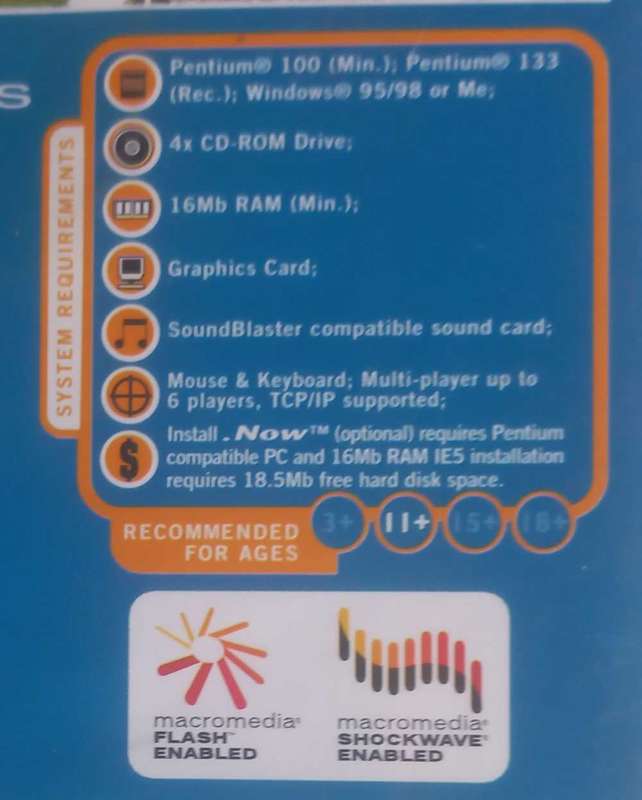 S
SYSTEM REQUIREMENTS
Pentium® 100 (Min.); Pentium® 133
(Rec.); Windows® 95/98 or Me;
4x CD-ROM Drive;
16Mb RAM (Min.);
Graphics Card;
SoundBlaster compatible sound card;
Mouse & Keyboard; Multi-player up to
6 players, TCP/IP supported;
$
Install .Now™ (optional) requires Pentium
compatible PC and 16Mb RAM IE5 installation
requires 18.5Mb free hard disk space.
RECOMMENDED
FOR AGES
3+ 11+ 15+ 18+
macromedia®
FLASH™
ENABLED
macromedia®
SHOCKWAVE®
ENABLED